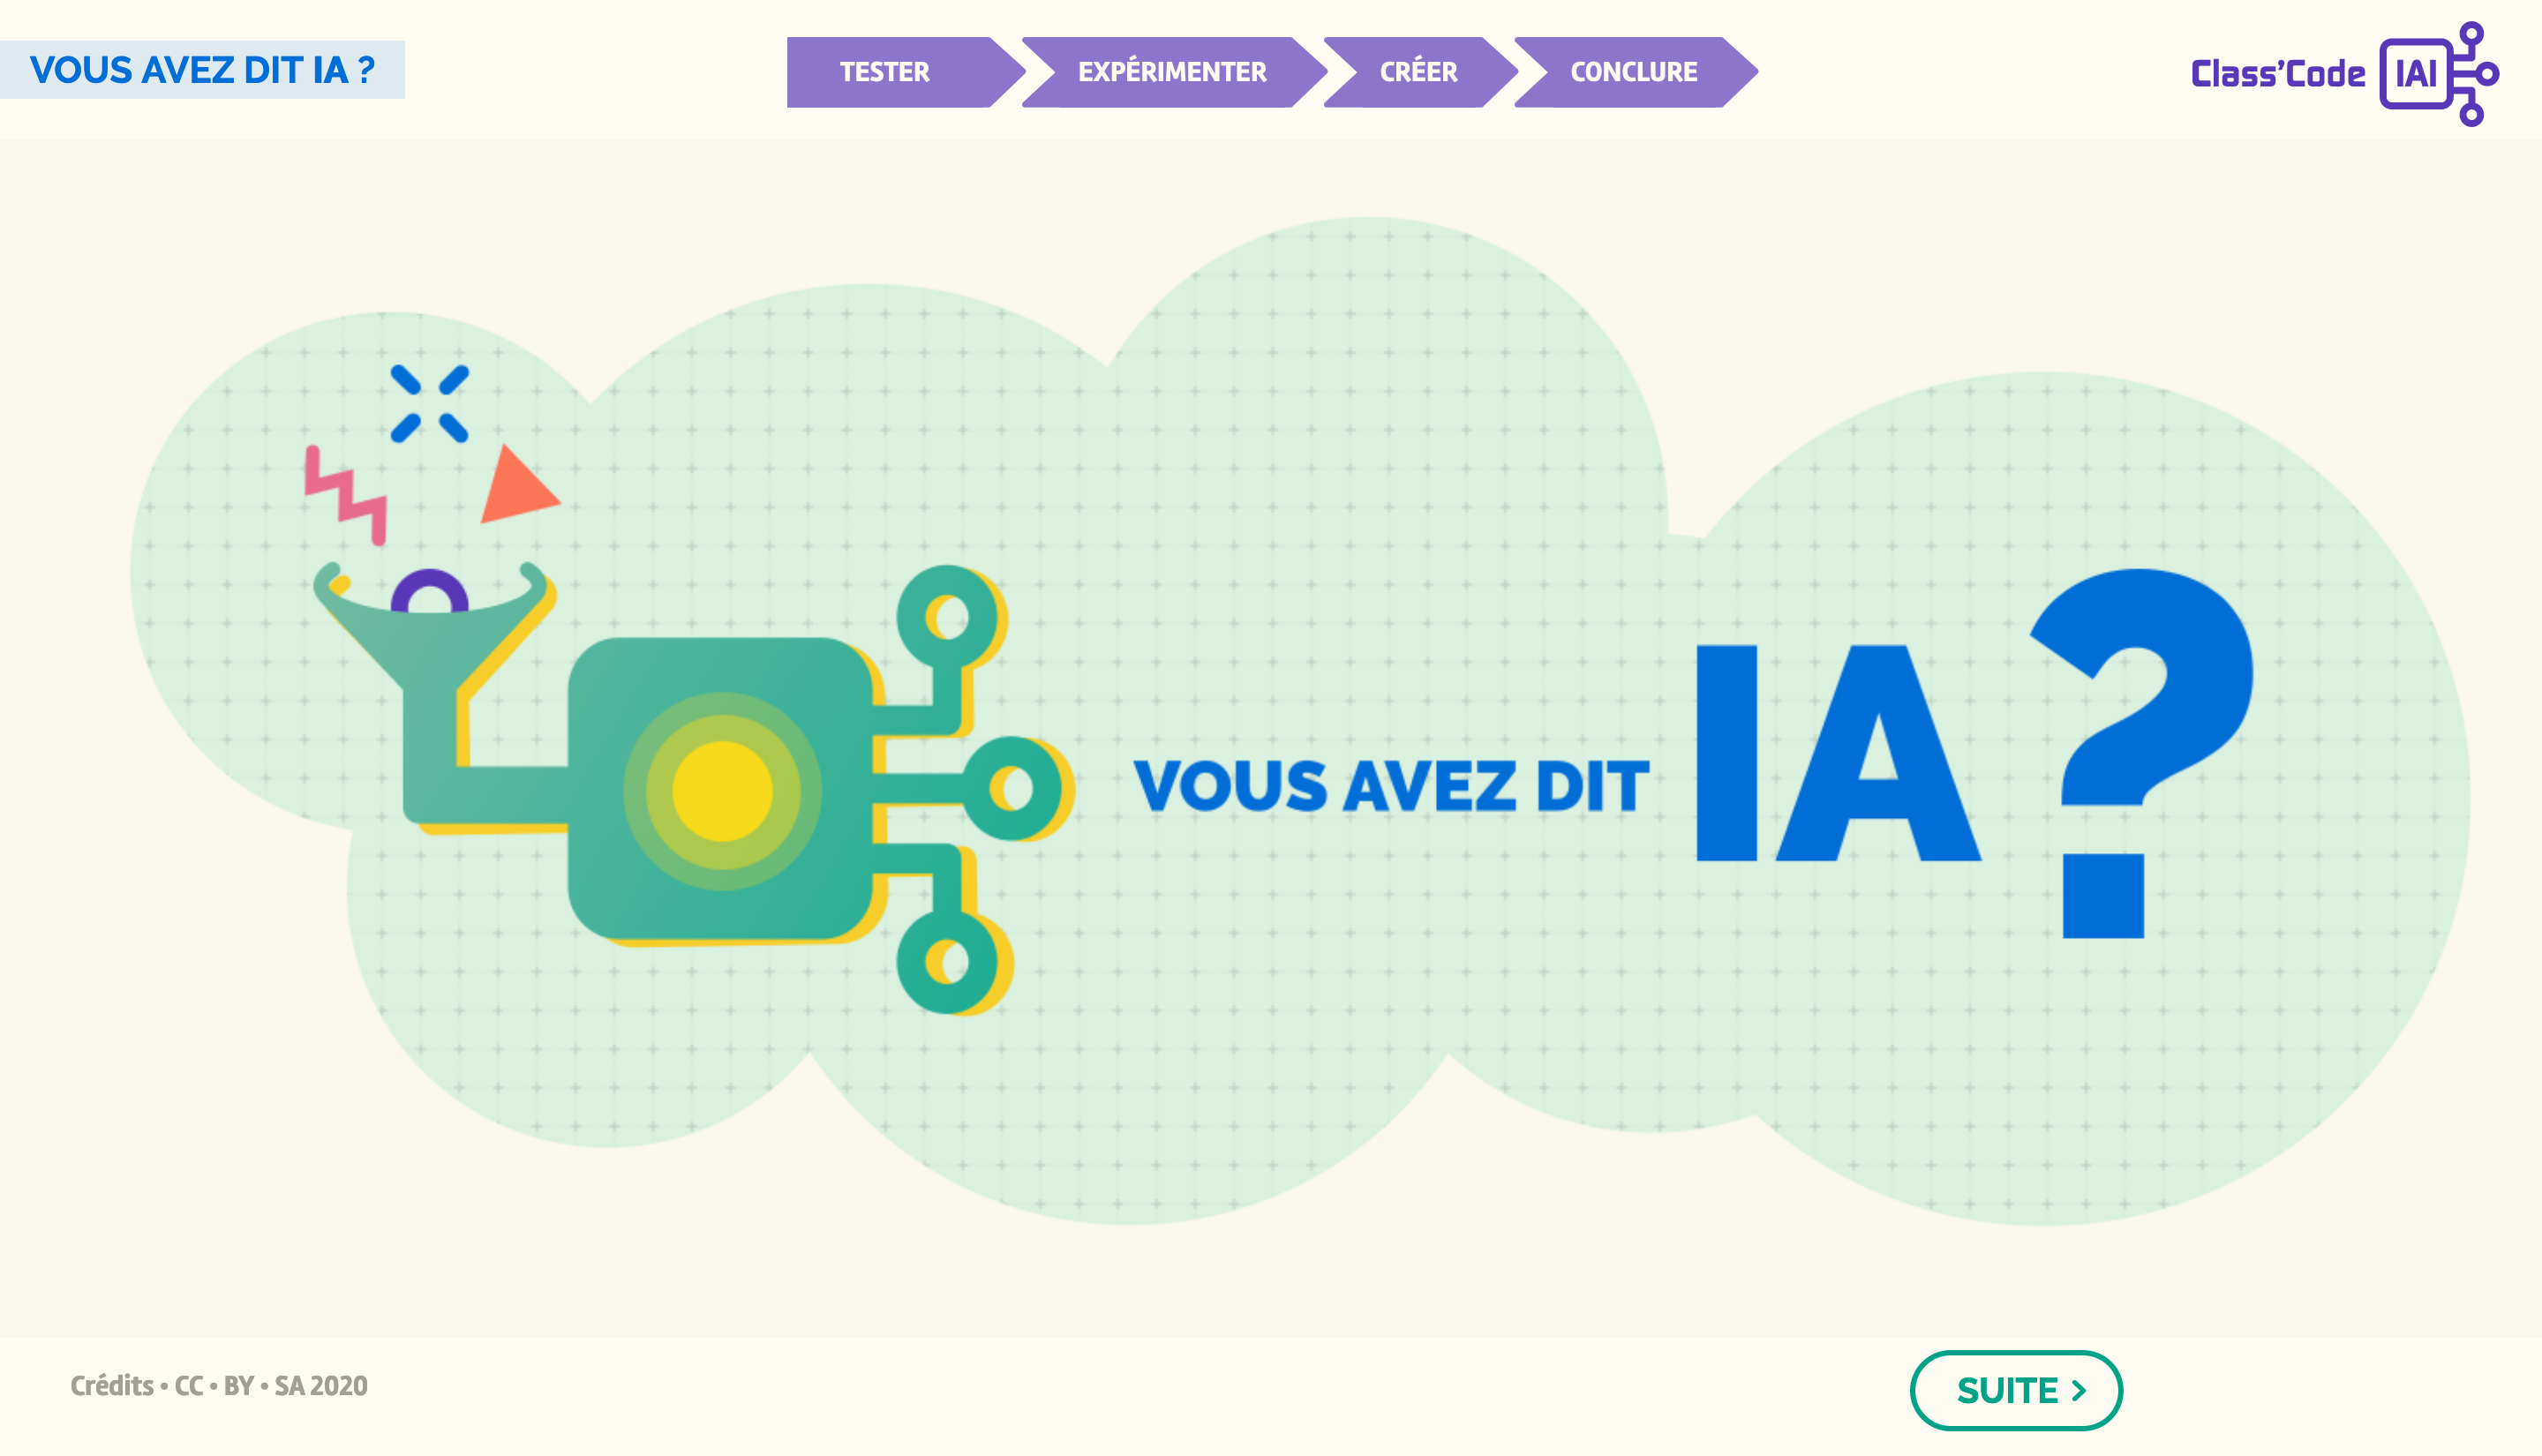 VOUS AVEZ DIT IA ?
TESTER
EXPÉRIMENTER
CRÉER
CONCLURE
Class'Code IAI
VOUS AVEZ DIT IA?
Crédits • CC • BY • SA 2020
SUITE >